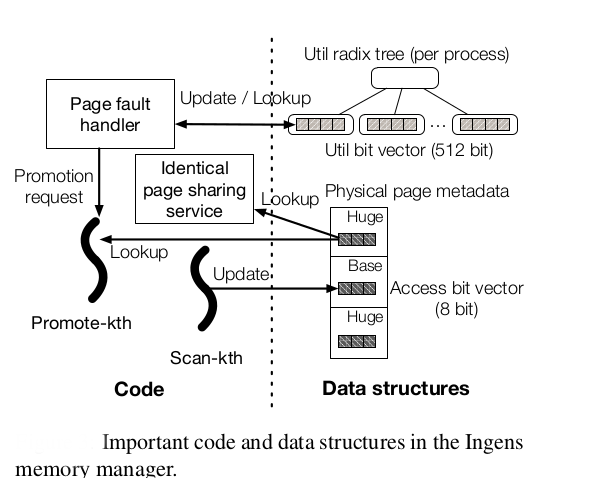 Util radix tree (per process)
Page fault
handler
Update / Lookup
...
Util bit vector (512 bit)
Promotion
request
Identical
page sharing
service
Lookup
Physical page metadata
Huge
Lookup
Base
Update
Access bit vector
(8 bit)
Huge
Promote-kth
Scan-kth
Code
Data structures
Important code and data structures in the Ingens
memory manager.